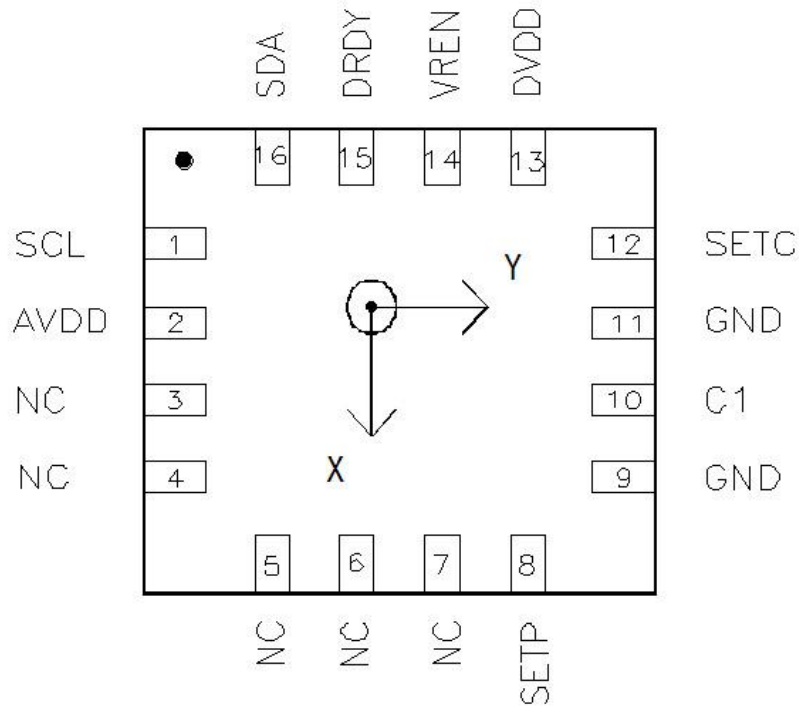 SDA DRDY VREN DVDD
16 15 14 13
SCL 1 12 SETC
Y
AVDD 2 11 GND
NC 3 10 C1
X
NC 4 9 GND
5 6 7 8
NC NC NC SETP